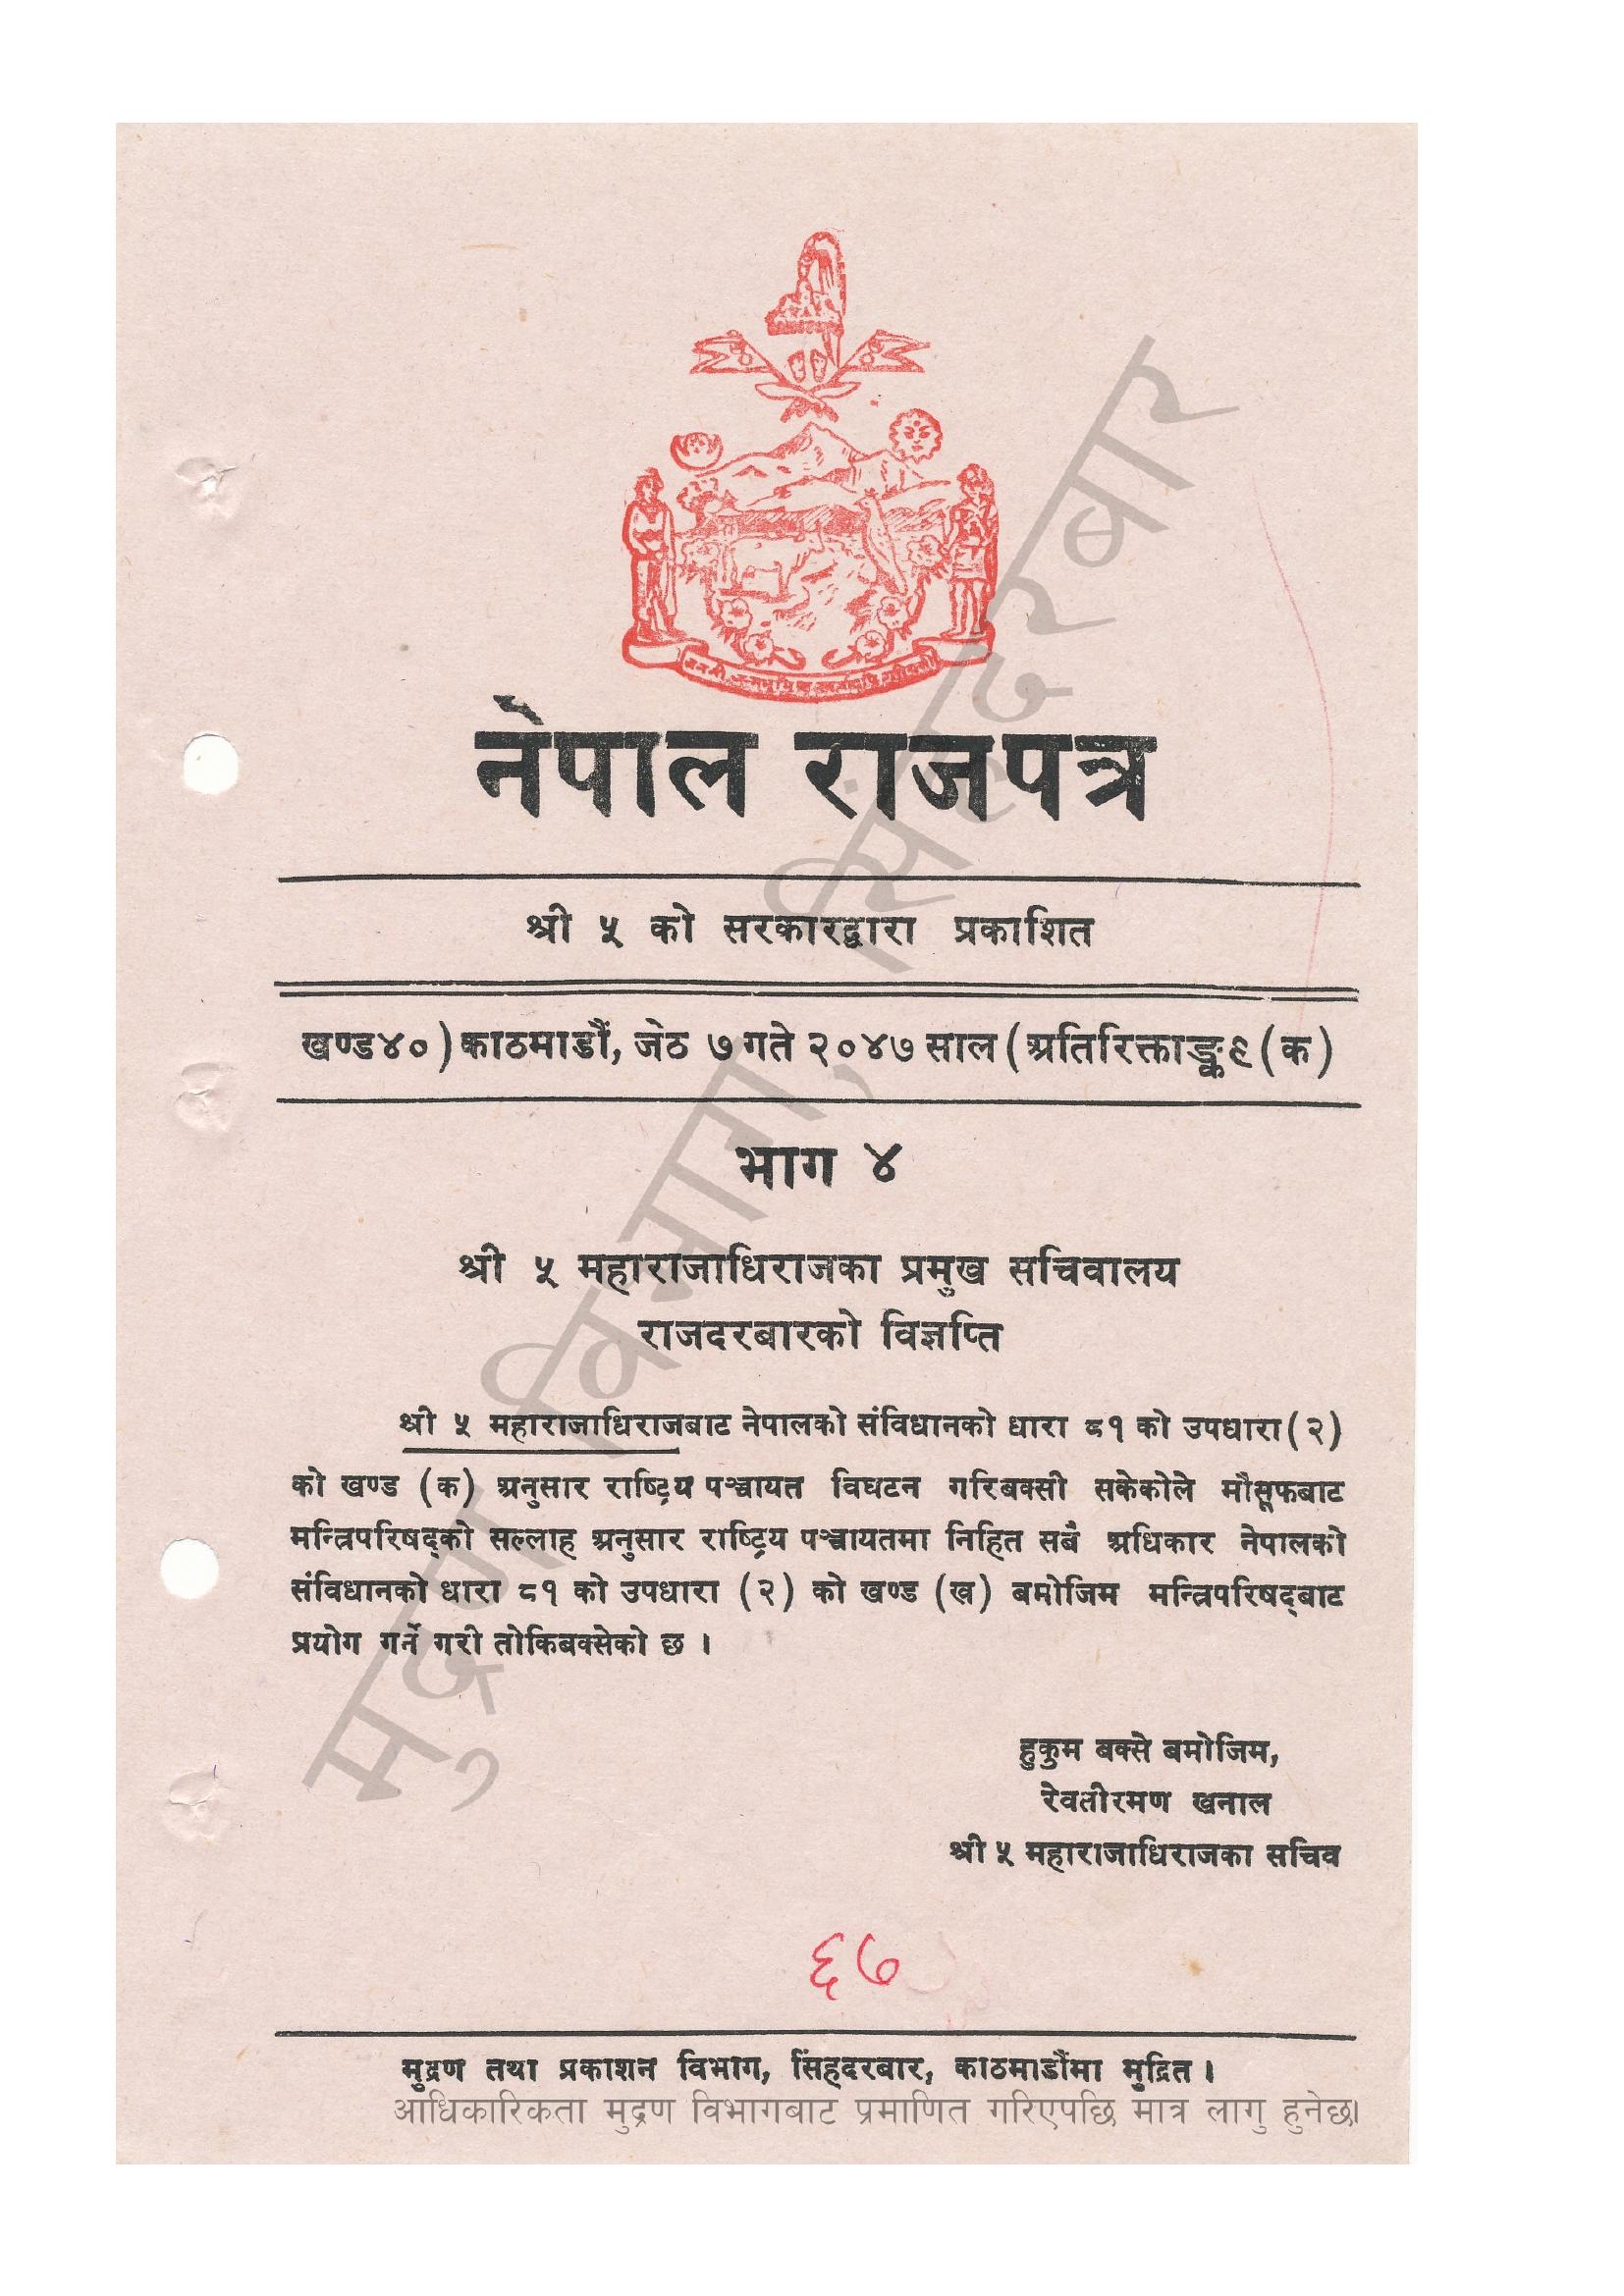 नेपाल राजपत्र
श्री ५ को सरकारद्वारा प्रकाशित
खण्ड४०) काठमाडौं, जेठ ७ गते २०४७ साल ( अतिरिक्ताङ्क ९ (क)
भाग ४
श्री ५ महाराजाधिराजका प्रमुख सचिवालय
राजदरबारको विज्ञप्ति
श्री ५ महाराजाधिराजबाट नेपालको संविधानको धारा ८१ को उपधारा (२)
को खण्ड (क) अनुसार राष्ट्रिय पञ्चायत विघटन गरिबक्सी सकेकोले मौसूफबाट
मन्त्रिपरिषद्को सल्लाह अनुसार राष्ट्रिय पञ्चायतमा निहित सबै अधिकार नेपालको
संविधानको धारा ८१ को उपधारा (२) को खण्ड (ख) बमोजिम मन्त्रिपरिषद्बाट
प्रयोग गर्ने गरी तोकिबक्सेको छ ।
हुकुम बक्से बमोजिम,
रेवतीरमण खनाल
श्री ५ महाराजाधिराजका सचिव
६७
मुद्रण तथा प्रकाशन विभाग, सिंहदरबार, काठमाडौंमा मुद्रित ।
आधिकारिकता मुद्रण विभागबाट प्रमाणित गरिएपछि मात्र लागु हुनेछ।
मुद्रण विभाग, सिंहदरबार